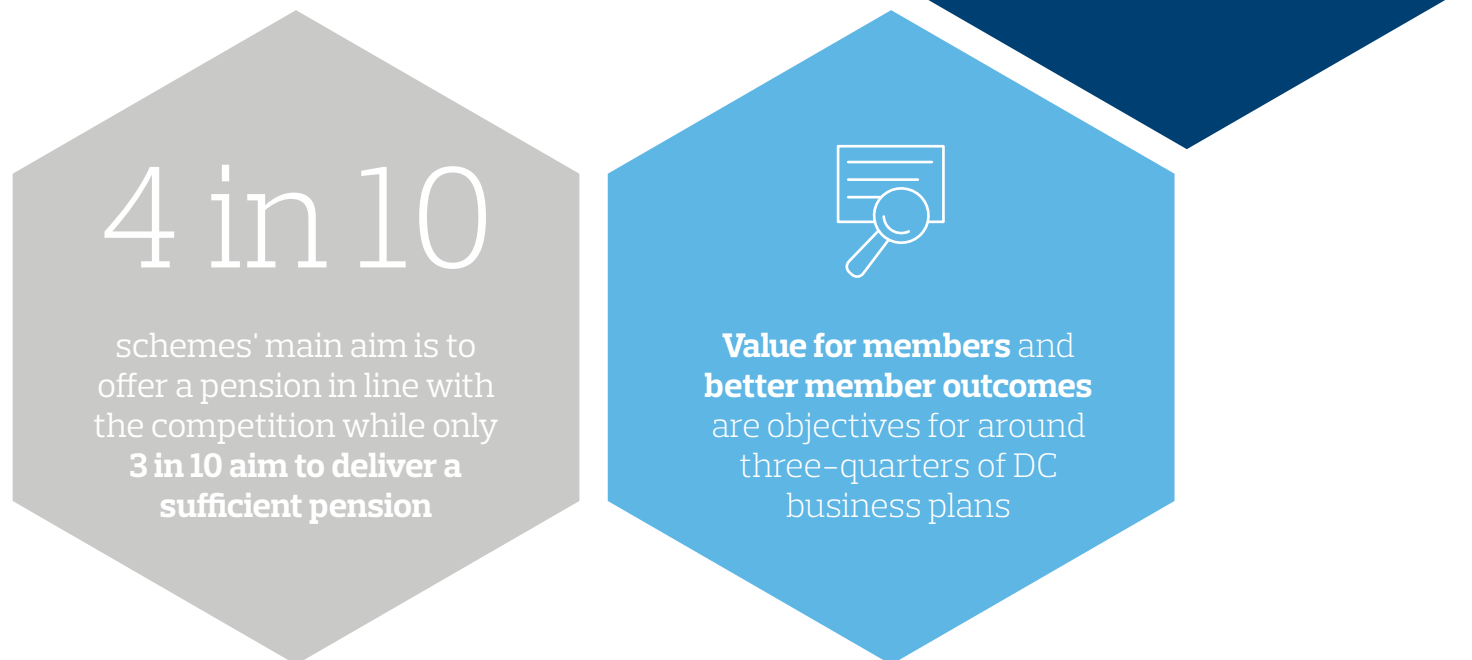 4 in 10
schemes' main aim is to
offer a pension in line with
the competition while only
3 in 10 aim to deliver a
sufficient pension
Value for members and
better member outcomes
are objectives for around
three-quarters of DC
business plans